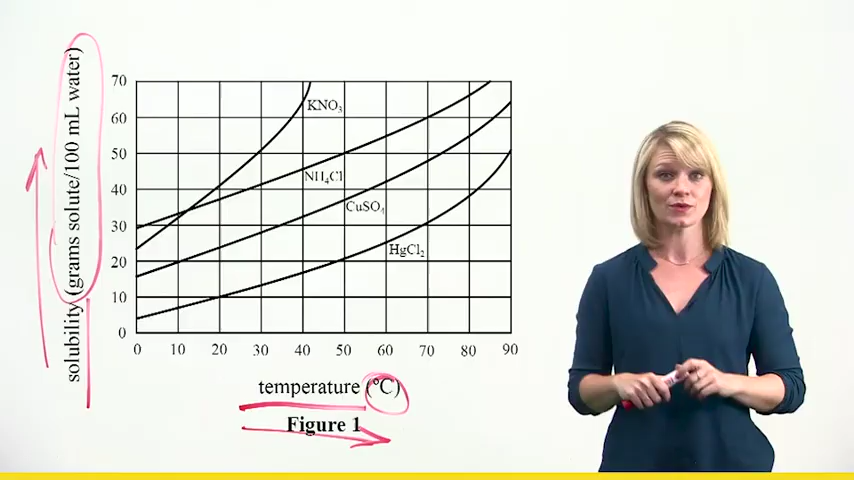 solubility (grams solute/100 mL water)
70
60
50
40
30
20
10
0
KNO₃
NH₄Cl
CuSO₄
HgCl₂
0 10 20 30 40 50 60 70 80 90
temperature (°C)
Figure 1